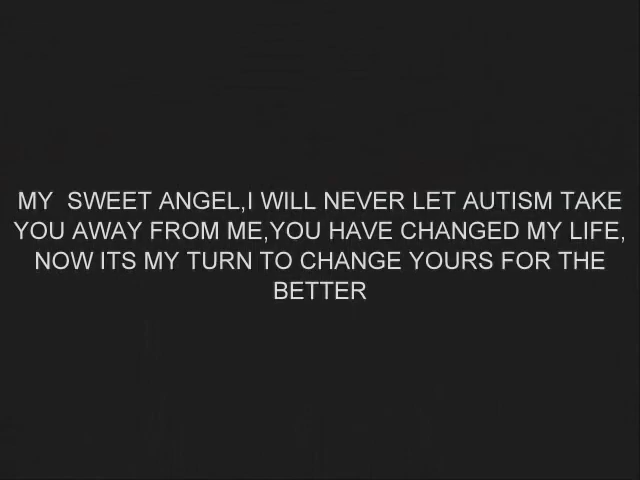 MY  SWEET ANGEL,I WILL NEVER LET AUTISM TAKE
YOU AWAY FROM ME,YOU HAVE CHANGED MY LIFE,
NOW ITS MY TURN TO CHANGE YOURS FOR THE
BETTER